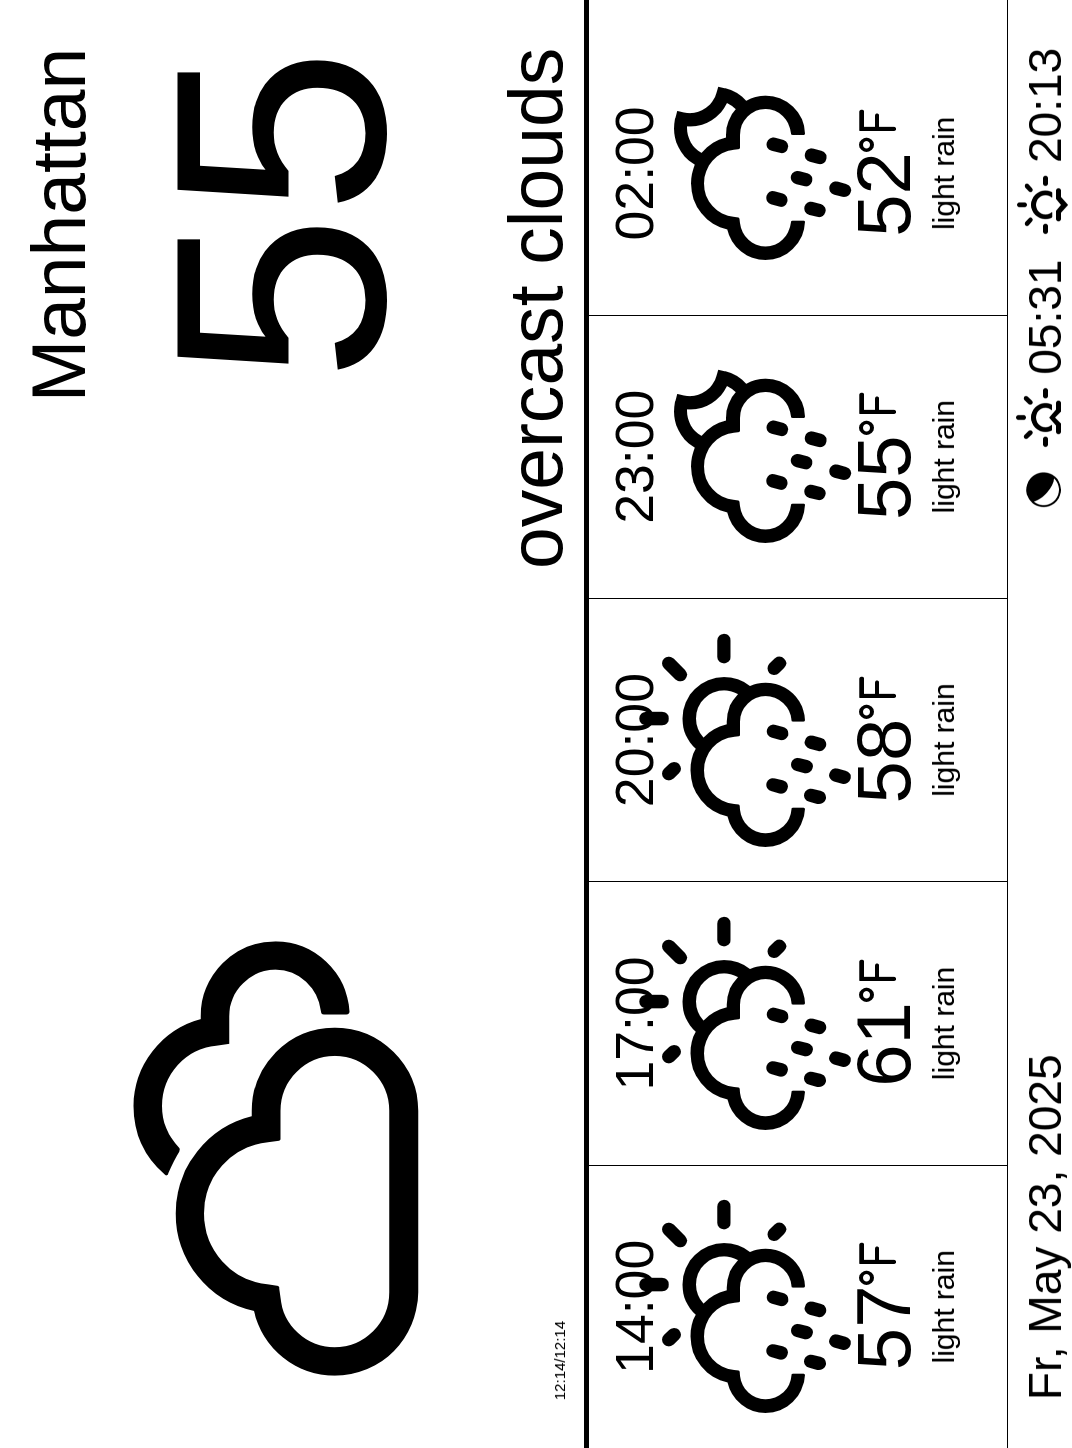 Manhattan
55
overcast clouds
12:14/12:14
14:00
57°F
light rain
17:00
61°F
light rain
20:00
58°F
light rain
23:00
55°F
light rain
02:00
52°F
light rain
Fr, May 23, 2025
05:31
20:13